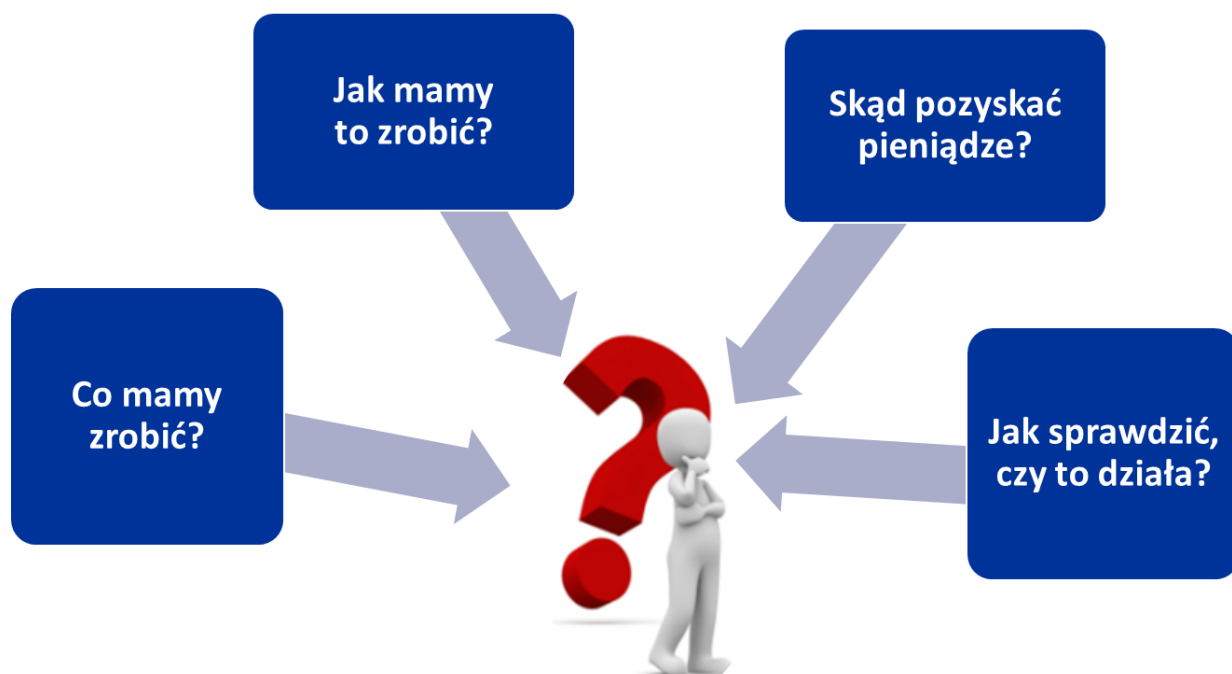 Jak mamy
to zrobić?
Skąd pozyskać
pieniądze?
Co mamy
zrobić?
Jak sprawdzić,
czy to działa?